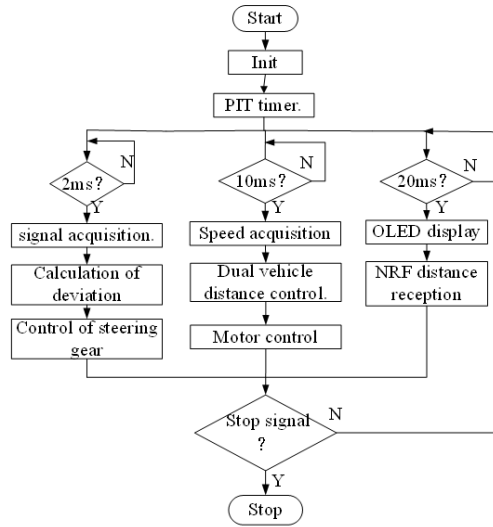 Start
Init
PIT timer.
N
N
N
2ms?
10ms?
20ms?
Y
Y
Y
signal acquisition.
Speed acquisition
OLED display
Calculation of
deviation
Dual vehicle
distance control.
NRF distance
reception
Control of steering
gear
Motor control
Stop signal
?
N
Y
Stop